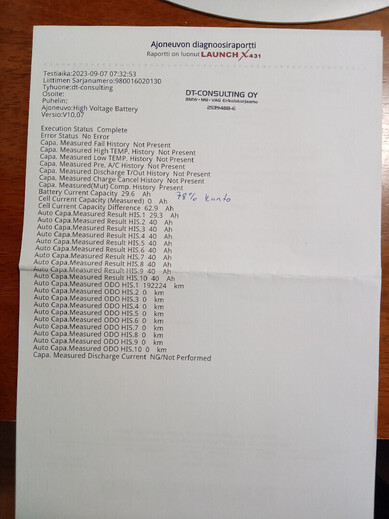 Ajoneuvon diagnoosiraportti
Raportti on luonut LAUNCH X-431
Testiaika:2023-09-07 07:32:53
Liittimen Sarjanumero:980016020130
Tyhuone:dt-consulting
Osoite:
Puhelin:
Ajoneuvo:High Voltage Battery
Versio:V10.07
DT-CONSULTING OY
BMW - MB - VAG Erikoiskorjaamo
2539488-6
Execution Status Complete
Error Status No Error
Capa. Measured Fail History Not Present
Capa. Measured High TEMP. History Not Present
Capa. Measured Low TEMP. History Not Present
Capa. Measured Pre. A/C History Not Present
Capa. Measured Discharge T/Out History Not Present
Capa. Measured Charge Cancel History Not Present
Capa. Measured(Mut) Comp. History Present
Battery Current Capacity 29.6 Ah 78% kunto
Cell Current Capacity (Measured) 0 Ah
Cell Current Capacity Difference 62.9 Ah
Auto Capa.Measured Result HIS.1 29.3 Ah
Auto Capa.Measured Result HIS.2 40 Ah
Auto Capa.Measured Result HIS.3 40 Ah
Auto Capa.Measured Result HIS.4 40 Ah
Auto Capa.Measured Result HIS.5 40 Ah
Auto Capa.Measured Result HIS.6 40 Ah
Auto Capa.Measured Result HIS.7 40 Ah
Auto Capa.Measured Result HIS.8 40 Ah
Auto Capa.Measured Result HIS.9 40 Ah
Auto Capa.Measured Result HIS.10 40 Ah
Auto Capa.Measured ODO HIS.1 192224 km
Auto Capa.Measured ODO HIS.2 0 km
Auto Capa.Measured ODO HIS.3 0 km
Auto Capa.Measured ODO HIS.4 0 km
Auto Capa.Measured ODO HIS.5 0 km
Auto Capa.Measured ODO HIS.6 0 km
Auto Capa.Measured ODO HIS.7 0 km
Auto Capa.Measured ODO HIS.8 0 km
Auto Capa.Measured ODO HIS.9 0 km
Auto Capa.Measured ODO HIS.10 0 km
Capa. Measured Discharge Current NG/Not Performed